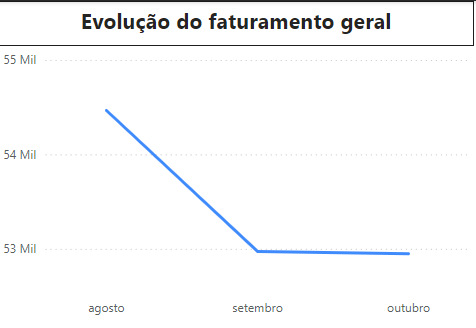 Evolução do faturamento geral
55 Mil
54 Mil
53 Mil
agosto setembro outubro